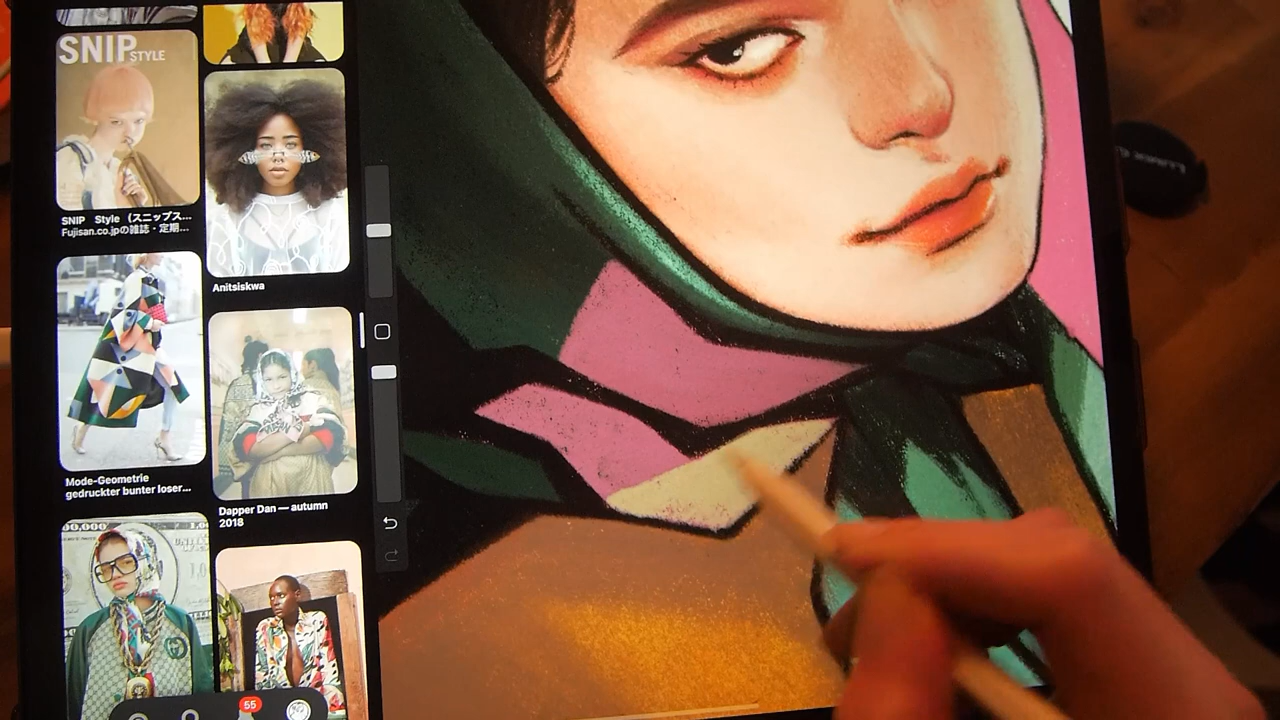 SNIP STYLE
SNIP Style （スニップス...
Fujisan.co.jpの雑誌・定期...
Anitsiskwa
Mode-Geometrie
gedruckter bunter loser...
Dapper Dan — autumn
2018
55